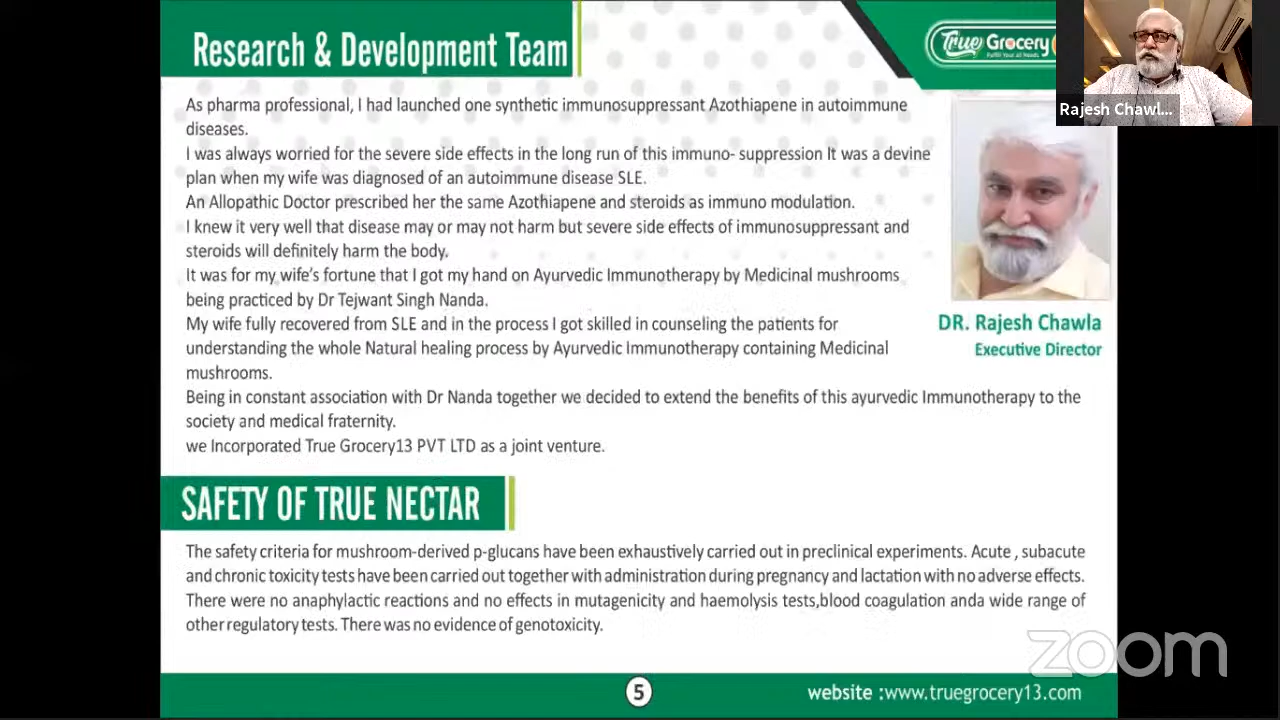 Research & Development Team
True Grocery
Fulfill Your all Needs
Rajesh Chawl...
As pharma professional, I had launched one synthetic immunosuppressant Azothiapene in autoimmune
diseases.
I was always worried for the severe side effects in the long run of this immuno- suppression It was a devine
plan when my wife was diagnosed of an autoimmune disease SLE.
An Allopathic Doctor prescribed her the same Azothiapene and steroids as immuno modulation.
I knew it very well that disease may or may not harm but severe side effects of immunosuppressant and
steroids will definitely harm the body.
It was for my wife's fortune that I got my hand on Ayurvedic Immunotherapy by Medicinal mushrooms
being practiced by Dr Tejwant Singh Nanda.
My wife fully recovered from SLE and in the process I got skilled in counseling the patients for
understanding the whole Natural healing process by Ayurvedic Immunotherapy containing Medicinal
mushrooms.
Being in constant association with Dr Nanda together we decided to extend the benefits of this ayurvedic Immunotherapy to the
society and medical fraternity.
we Incorporated True Grocery13 PVT LTD as a joint venture.
DR. Rajesh Chawla
Executive Director
SAFETY OF TRUE NECTAR
The safety criteria for mushroom-derived p-glucans have been exhaustively carried out in preclinical experiments. Acute , subacute
and chronic toxicity tests have been carried out together with administration during pregnancy and lactation with no adverse effects.
There were no anaphylactic reactions and no effects in mutagenicity and haemolysis tests,blood coagulation anda wide range of
other regulatory tests. There was no evidence of genotoxicity.
zoom
5
website :www.truegrocery13.com